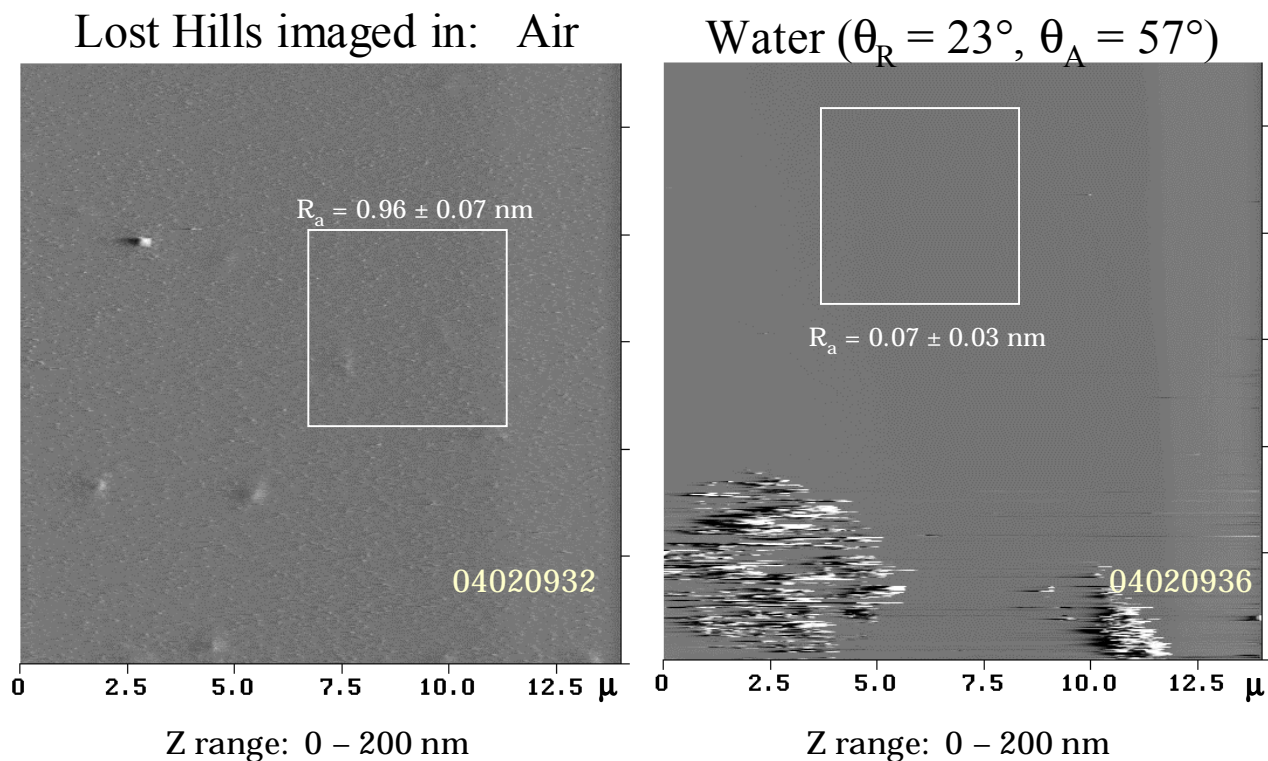 Lost Hills imaged in: Air
Water (θR = 23°, θA = 57°)
Ra = 0.96 ± 0.07 nm
04020932
0 2.5 5.0 7.5 10.0 12.5 μ
Z range: 0 – 200 nm
Ra = 0.07 ± 0.03 nm
04020936
0 2.5 5.0 7.5 10.0 12.5 μ
Z range: 0 – 200 nm